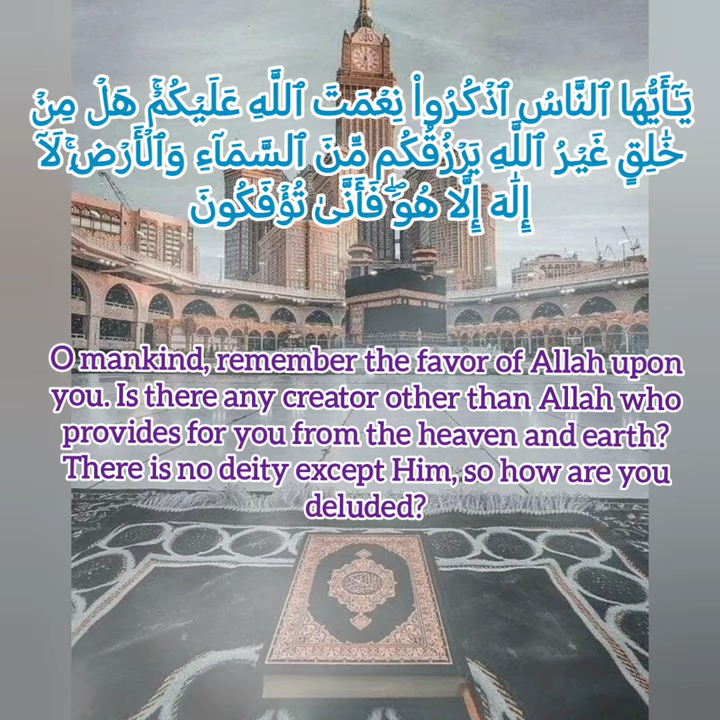 يَـٰٓأَيُّهَا ٱلنَّاسُ ٱذۡكُرُواْ نِعۡمَتَ ٱللَّهِ عَلَيۡكُمۡۚ هَلۡ مِنۡ
خَٰلِقٍ غَيۡرُ ٱللَّهِ يَرۡزُقُكُم مِّنَ ٱلسَّمَآءِ وَٱلۡأَرۡضِۚ لَآ
إِلَٰهَ إِلَّا هُوَۖ فَأَنَّىٰ تُؤۡفَكُونَ
O mankind, remember the favor of Allah upon
you. Is there any creator other than Allah who
provides for you from the heaven and earth?
There is no deity except Him, so how are you
deluded?